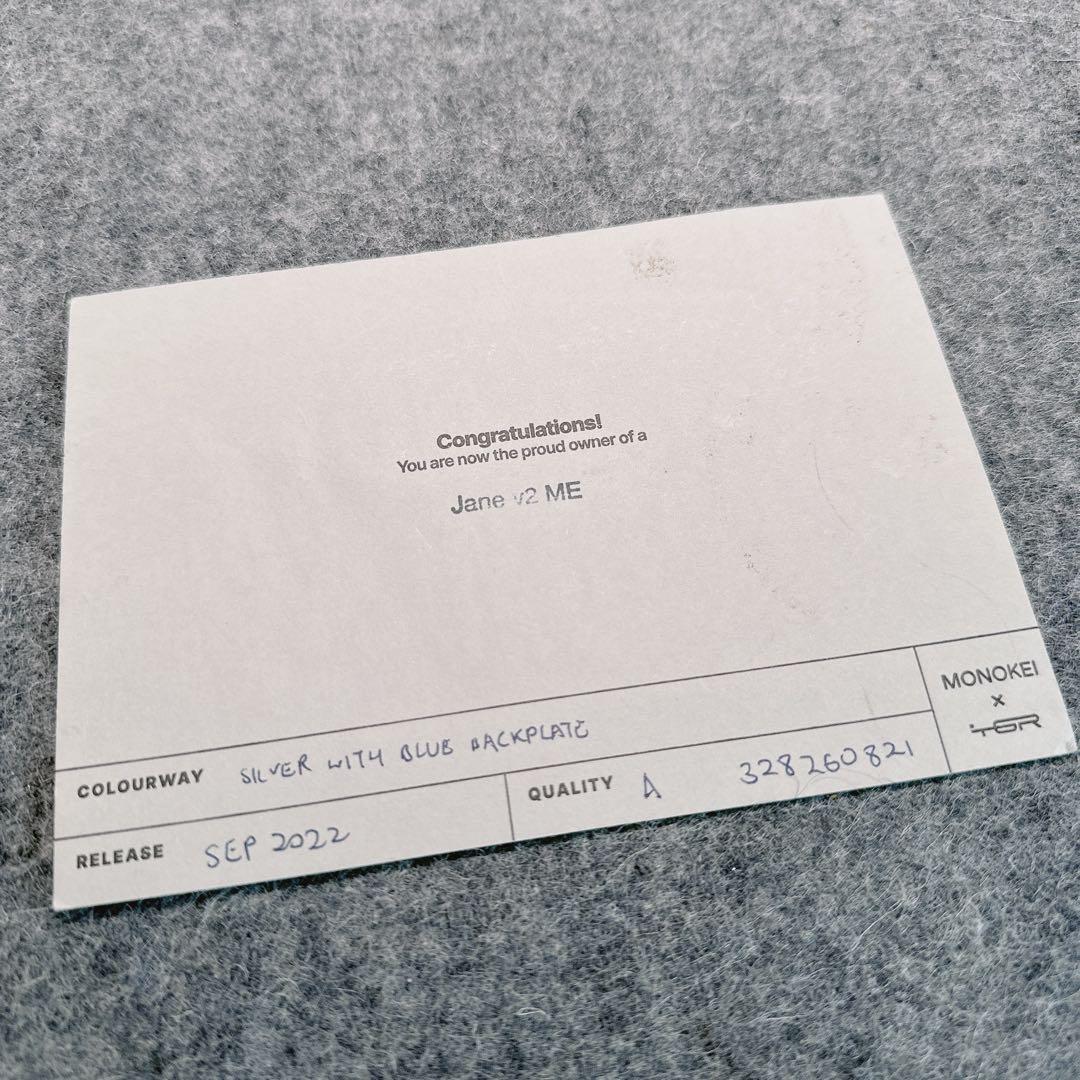 Congratulations!
You are now the proud owner of a
Jane v2 ME
COLOURWAY SILVER WITH BLUE BACKPLATE
RELEASE SEP 2022
QUALITY A 328260821
MONOKEI
x
TGR